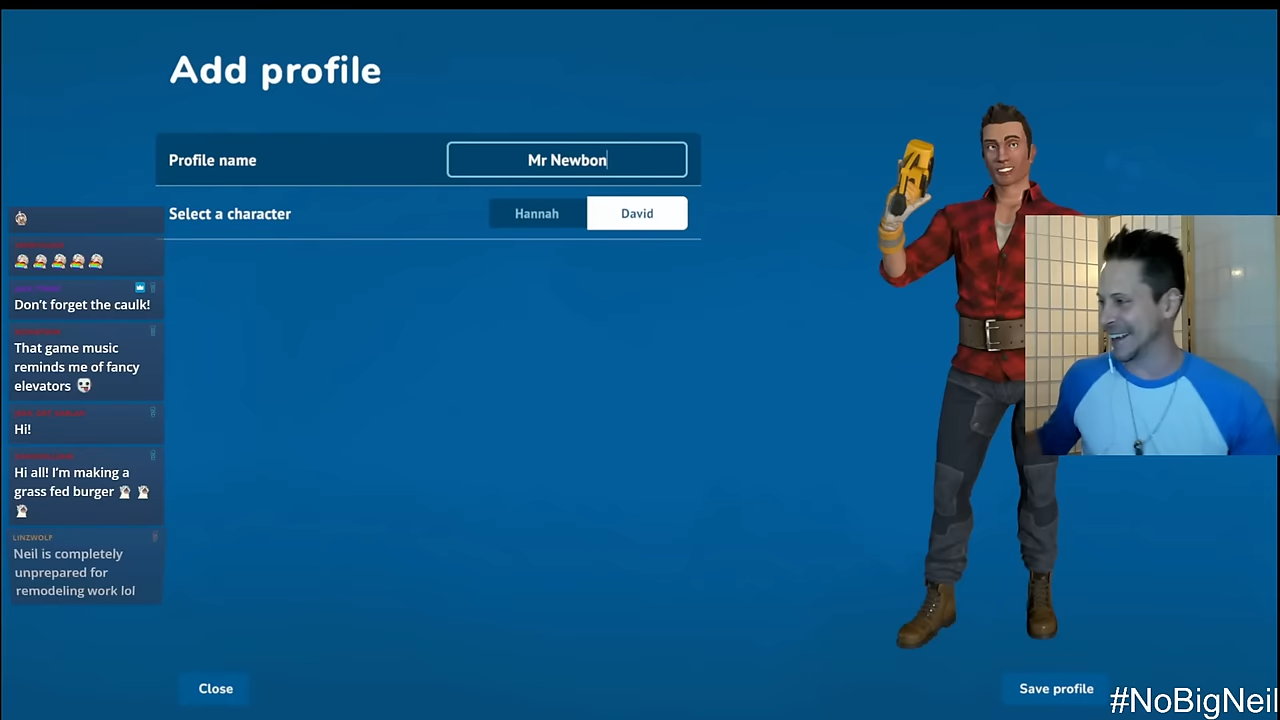 Add profile
Profile name
Mr Newbon
Select a character
Hannah
David
Don't forget the caulk!
That game music
reminds me of fancy
elevators
Hi!
Hi all! I'm making a
grass fed burger
LINZWOLF
Neil is completely
unprepared for
remodeling work lol
Close
Save profile
#NoBigNeil